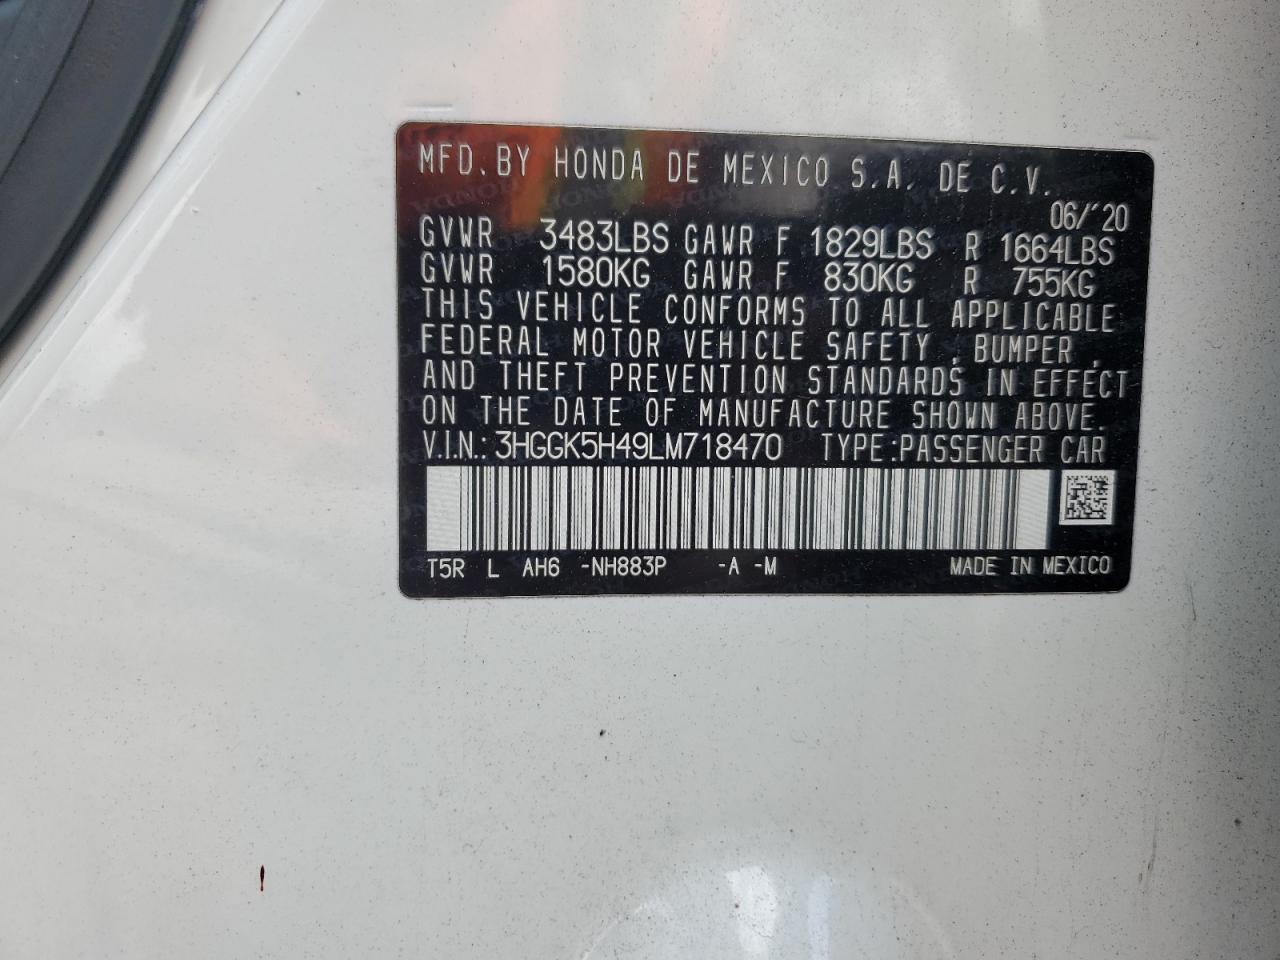 MFD. BY HONDA DE MEXICO S.A. DE C.V.
06/'20
GVWR 3483LBS GAWR F 1829LBS R 1664LBS
GVWR 1580KG GAWR F 830KG R 755KG
THIS VEHICLE CONFORMS TO ALL APPLICABLE
FEDERAL MOTOR VEHICLE SAFETY , BUMPER ,
AND THEFT PREVENTION STANDARDS IN EFFECT
ON THE DATE OF MANUFACTURE SHOWN ABOVE.
V.I.N.: 3HGGK5H49LM718470 TYPE:PASSENGER CAR
T5R L AH6 -NH883P -A -M MADE IN MEXICO